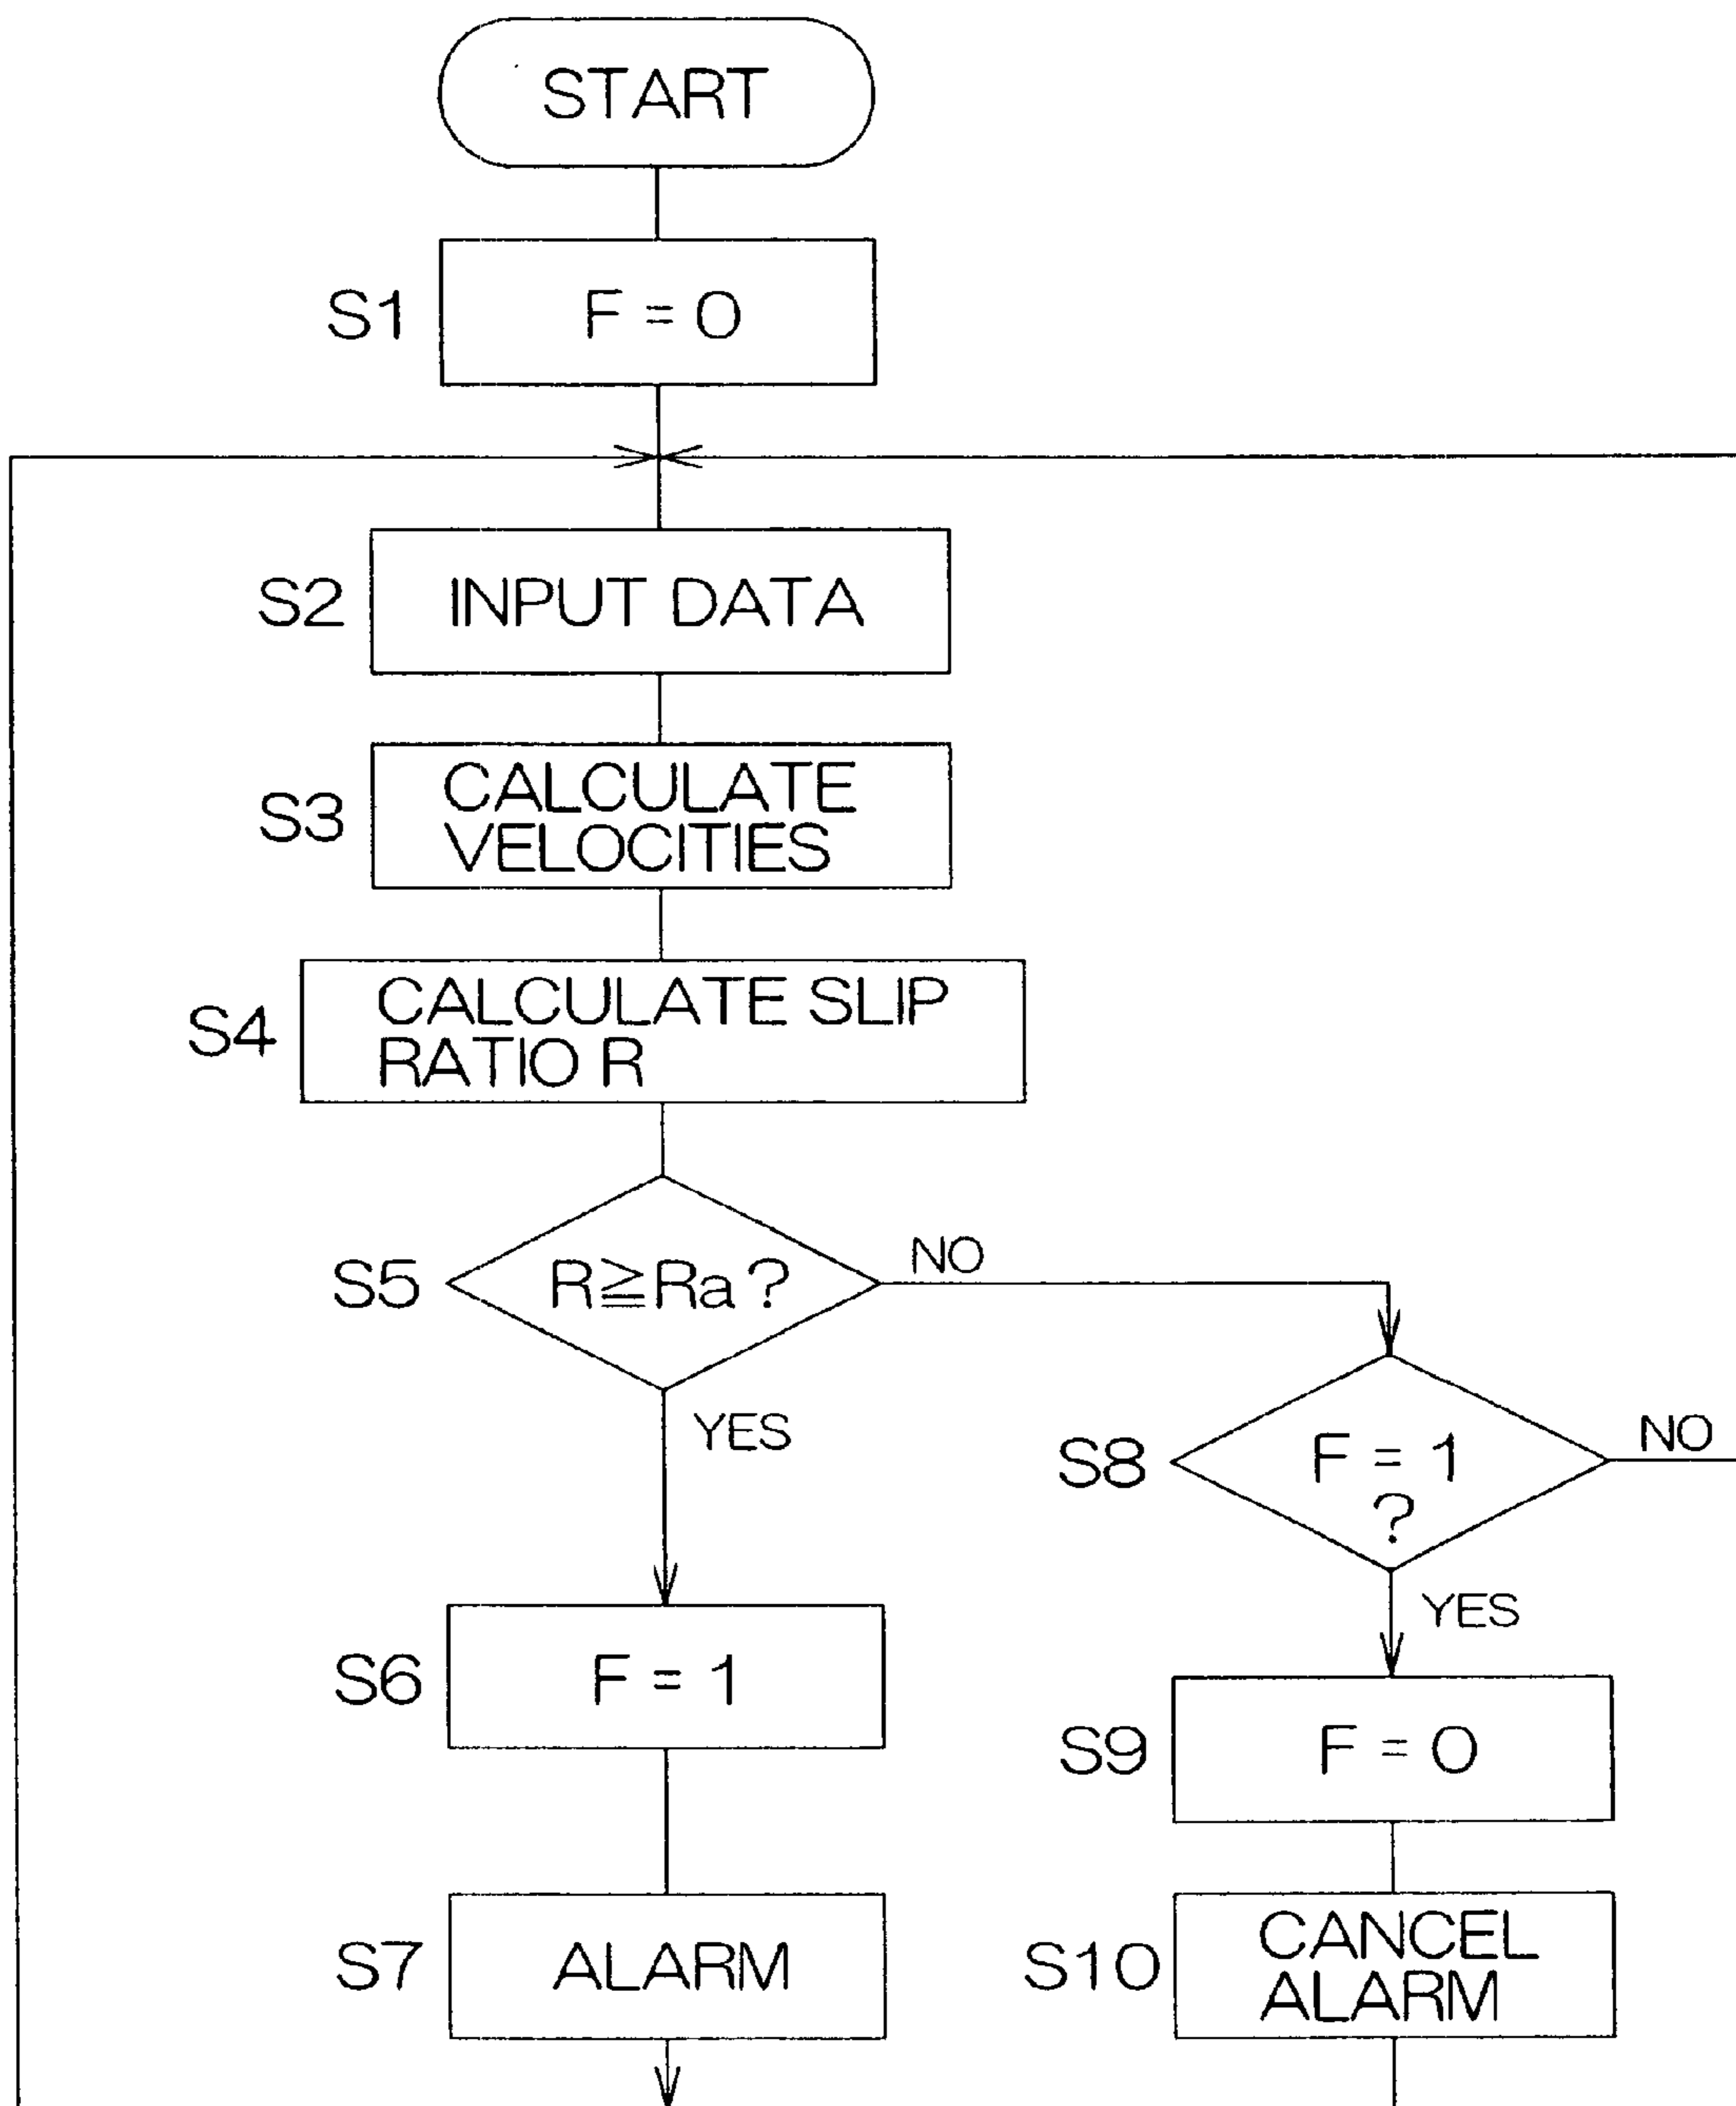 START
S1
F = 0
S2
INPUT DATA
S3
CALCULATE
VELOCITIES
S4
CALCULATE SLIP
RATIO R
S5
R≧Ra?
NO
YES
S8
F = 1
?
NO
YES
S6
F = 1
S9
F = 0
S7
ALARM
S10
CANCEL
ALARM